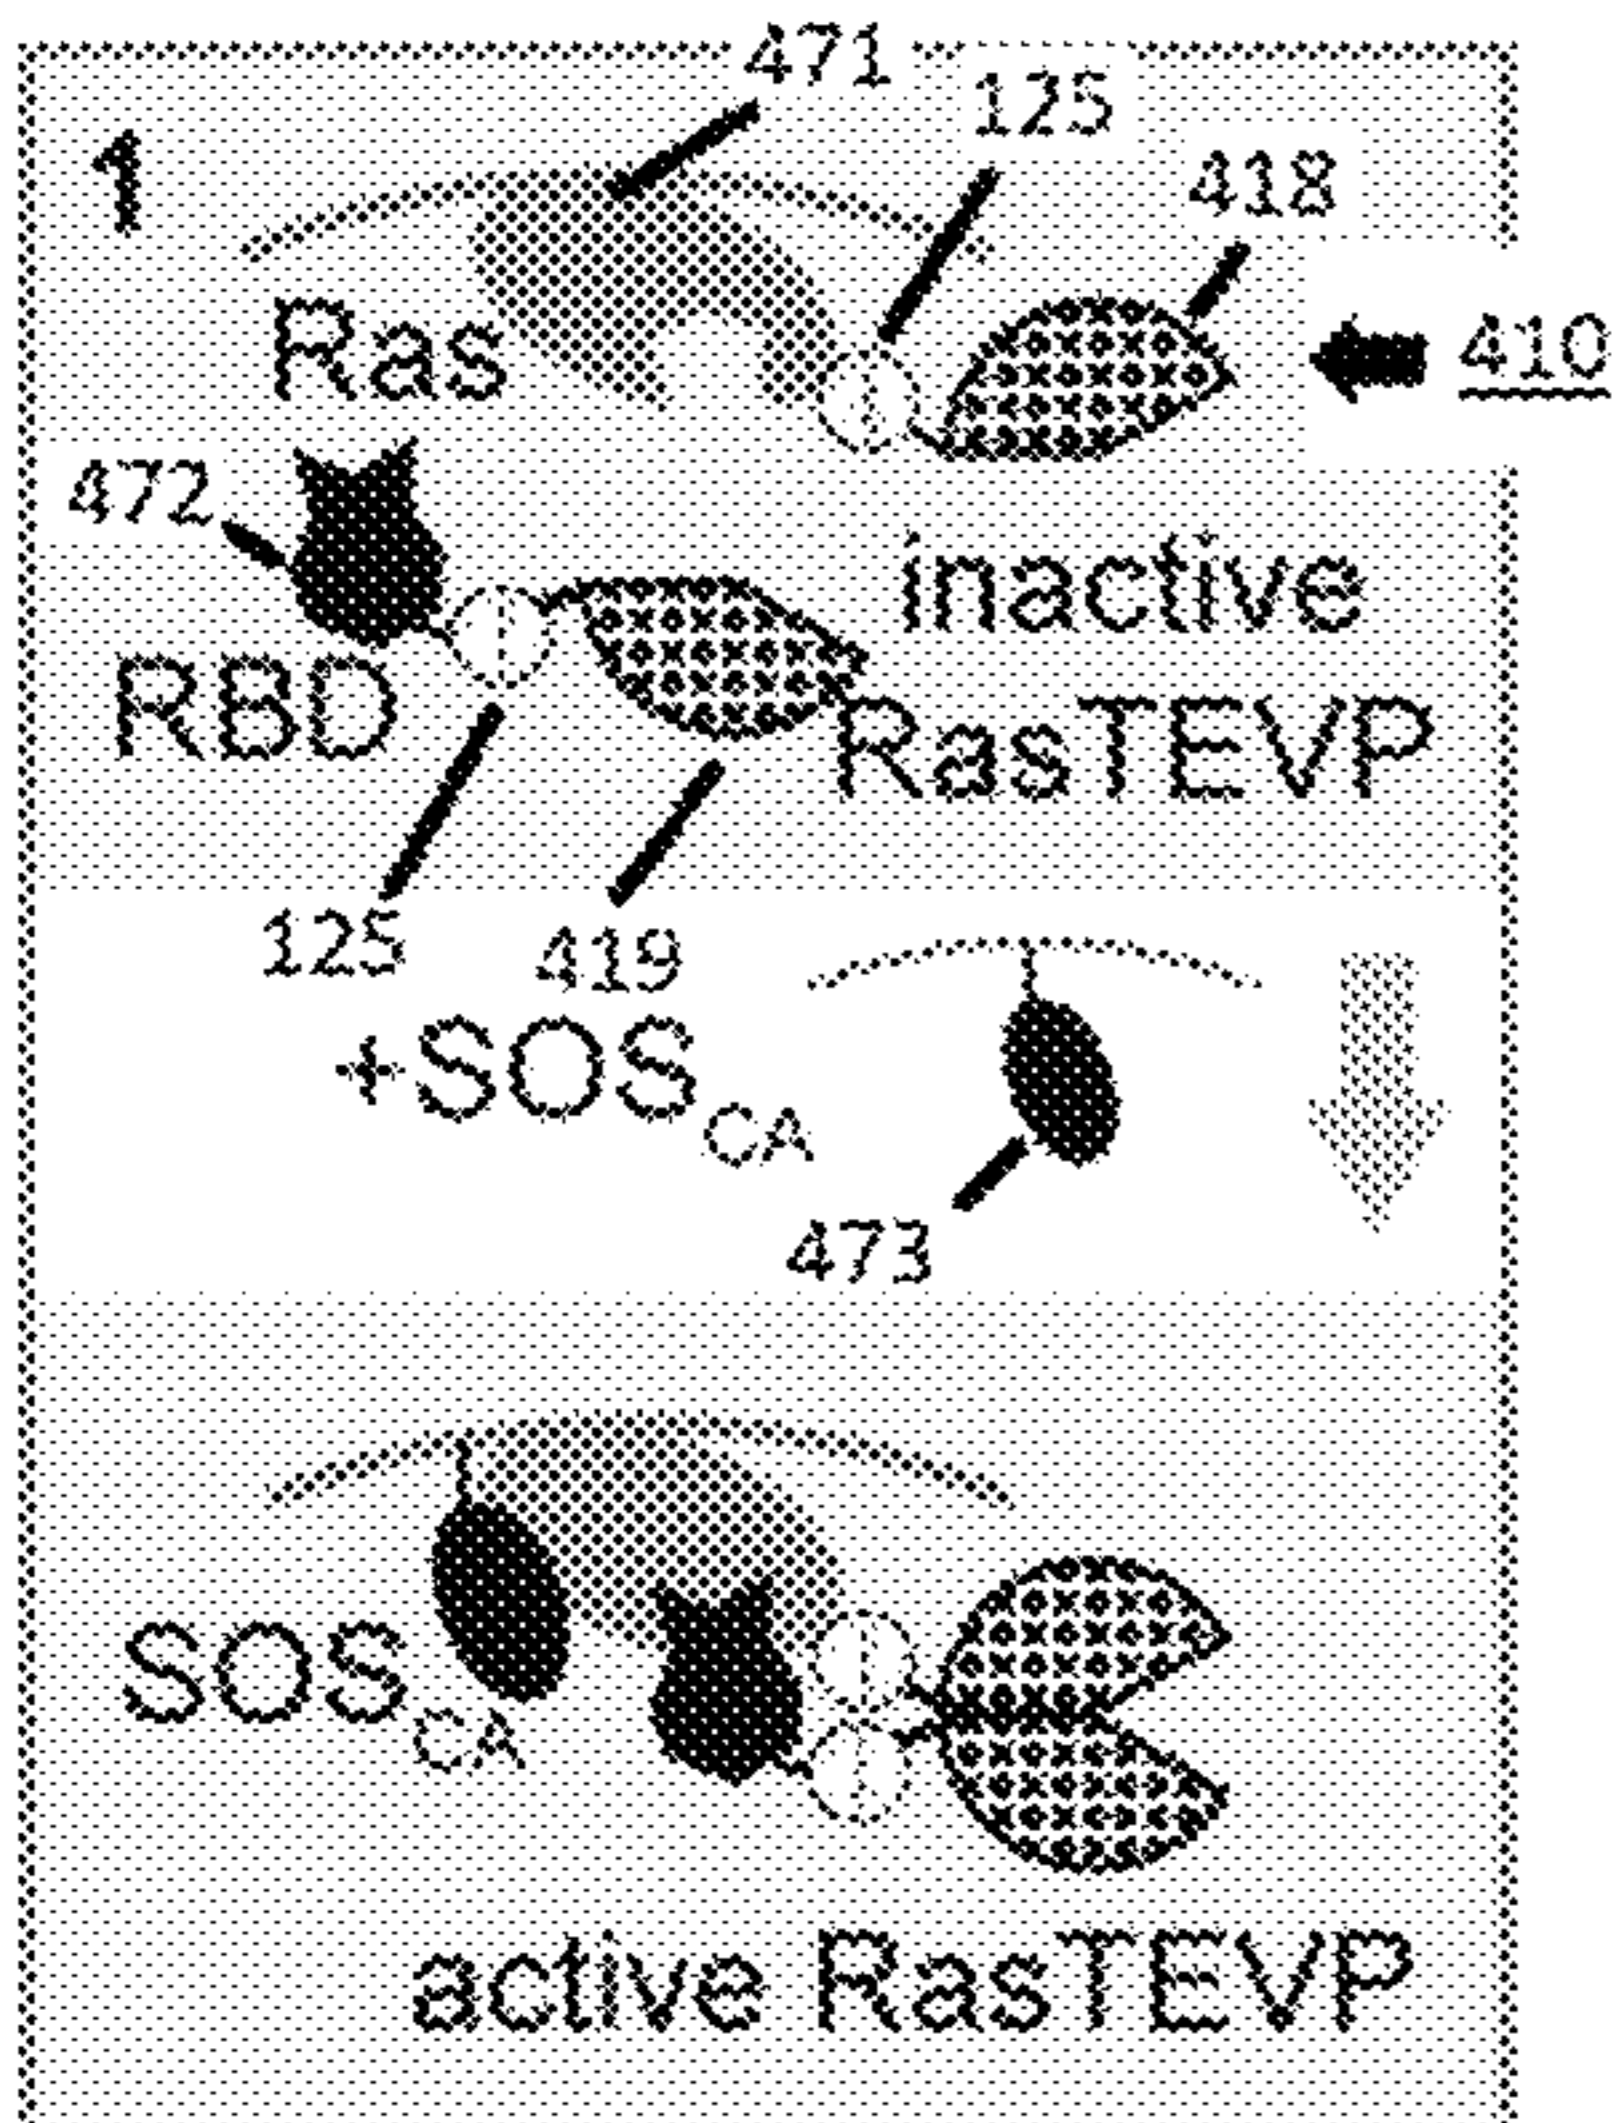 471
125
1
418
Ras
410
472
inactive
RBD
RasTEVP
125
419
+SOSCA
473
SOSCA
active RasTEVP